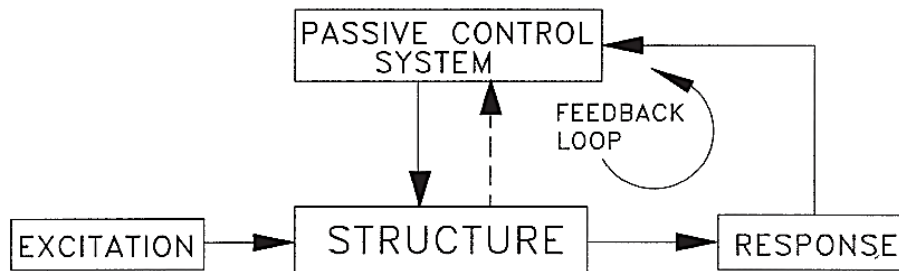 PASSIVE CONTROL
SYSTEM
FEEDBACK
LOOP
EXCITATION
STRUCTURE
RESPONSE